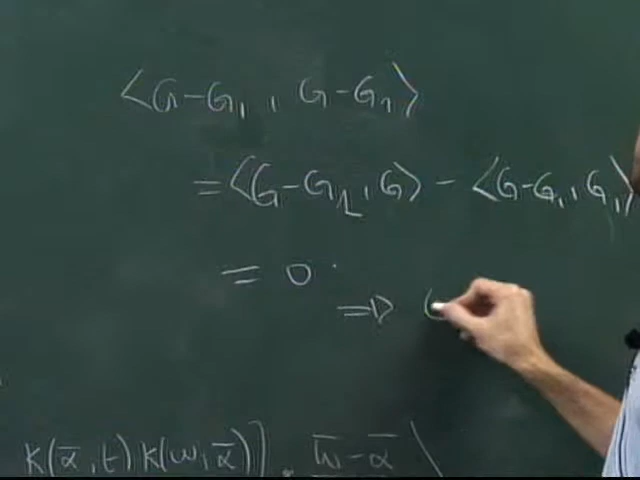 ⟨G-G₁, G-G₁⟩
=⟨G-G₁,G⟩ - ⟨G-G₁,G₁⟩
= 0.
⇒ G
K(ᾱ,t)K(w,ᾱ)] · w̄-ᾱ